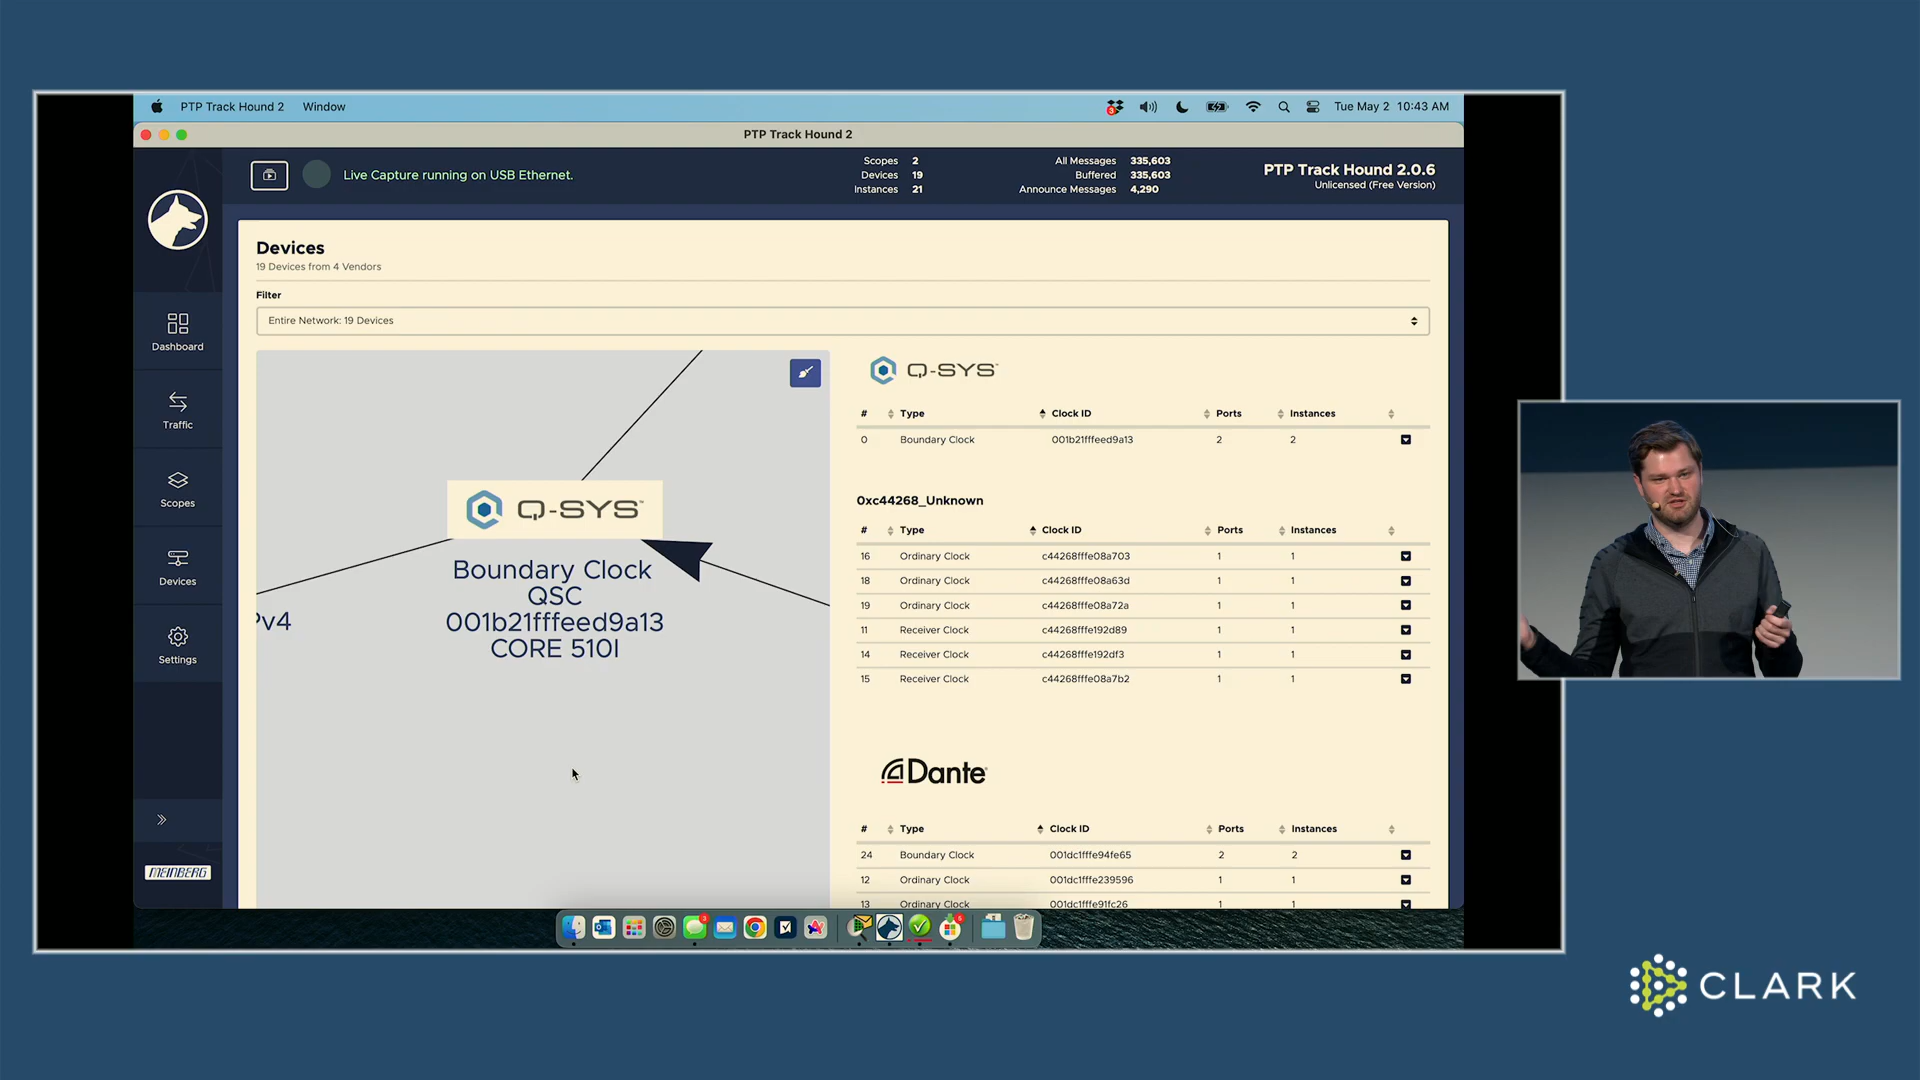 PTP Track Hound 2
Window
Tue May 2 10:43 AM
PTP Track Hound 2
Live Capture running on USB Ethernet.
Scopes 2
Devices 19
Instances 21
All Messages 335,603
Buffered 335,603
Announce Messages 4,290
PTP Track Hound 2.0.6
Unlicensed (Free Version)
Dashboard
Traffic
Scopes
Devices
Settings
MEINBERG
Devices
19 Devices from 4 Vendors
Filter
Entire Network: 19 Devices
Q-SYS™
Boundary Clock
QSC
001b21fffeed9a13
CORE 510I
Pv4
Q-SYS™
# Type Clock ID Ports Instances
0 Boundary Clock 001b21fffeed9a13 2 2
0xc44268_Unknown
# Type Clock ID Ports Instances
16 Ordinary Clock c44268fffe08a703 1 1
18 Ordinary Clock c44268fffe08a63d 1 1
19 Ordinary Clock c44268fffe08a72a 1 1
11 Receiver Clock c44268fffe192d89 1 1
14 Receiver Clock c44268fffe192df3 1 1
15 Receiver Clock c44268fffe08a7b2 1 1
Dante
# Type Clock ID Ports Instances
24 Boundary Clock 001dc1fffe94fe65 2 2
12 Ordinary Clock 001dc1fffe239596 1 1
13 Ordinary Clock 001dc1fffe91fc26 1 1
3
6
CLARK